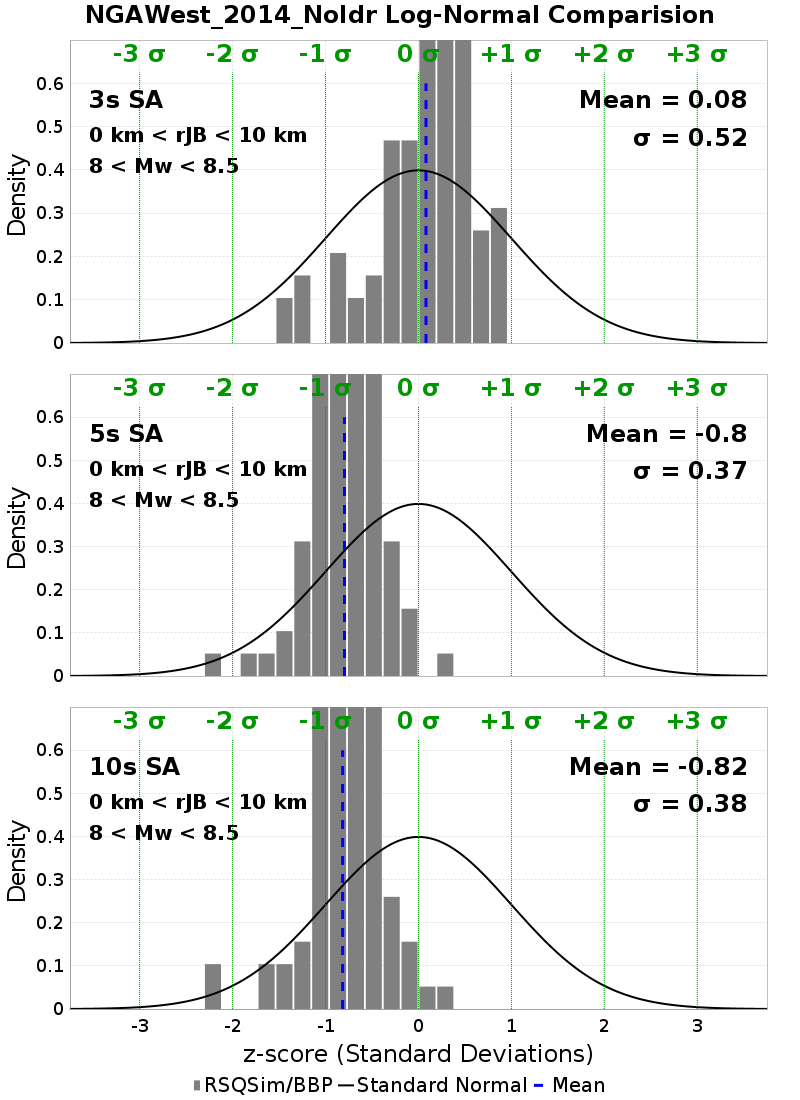 NGAWest_2014_NoIdr Log-Normal Comparision
-3 σ -2 σ -1 σ 0 σ +1 σ +2 σ +3 σ
3s SA
0 km < rJB < 10 km
8 < Mw < 8.5
Mean = 0.08
σ = 0.52
Density
0.6
0.5
0.4
0.3
0.2
0.1
0
-3 σ -2 σ -1 σ 0 σ +1 σ +2 σ +3 σ
5s SA
0 km < rJB < 10 km
8 < Mw < 8.5
Mean = -0.8
σ = 0.37
Density
0.6
0.5
0.4
0.3
0.2
0.1
0
-3 σ -2 σ -1 σ 0 σ +1 σ +2 σ +3 σ
10s SA
0 km < rJB < 10 km
8 < Mw < 8.5
Mean = -0.82
σ = 0.38
Density
0.6
0.5
0.4
0.3
0.2
0.1
0
-3 -2 -1 0 1 2 3
z-score (Standard Deviations)
RSQSim/BBP Standard Normal Mean